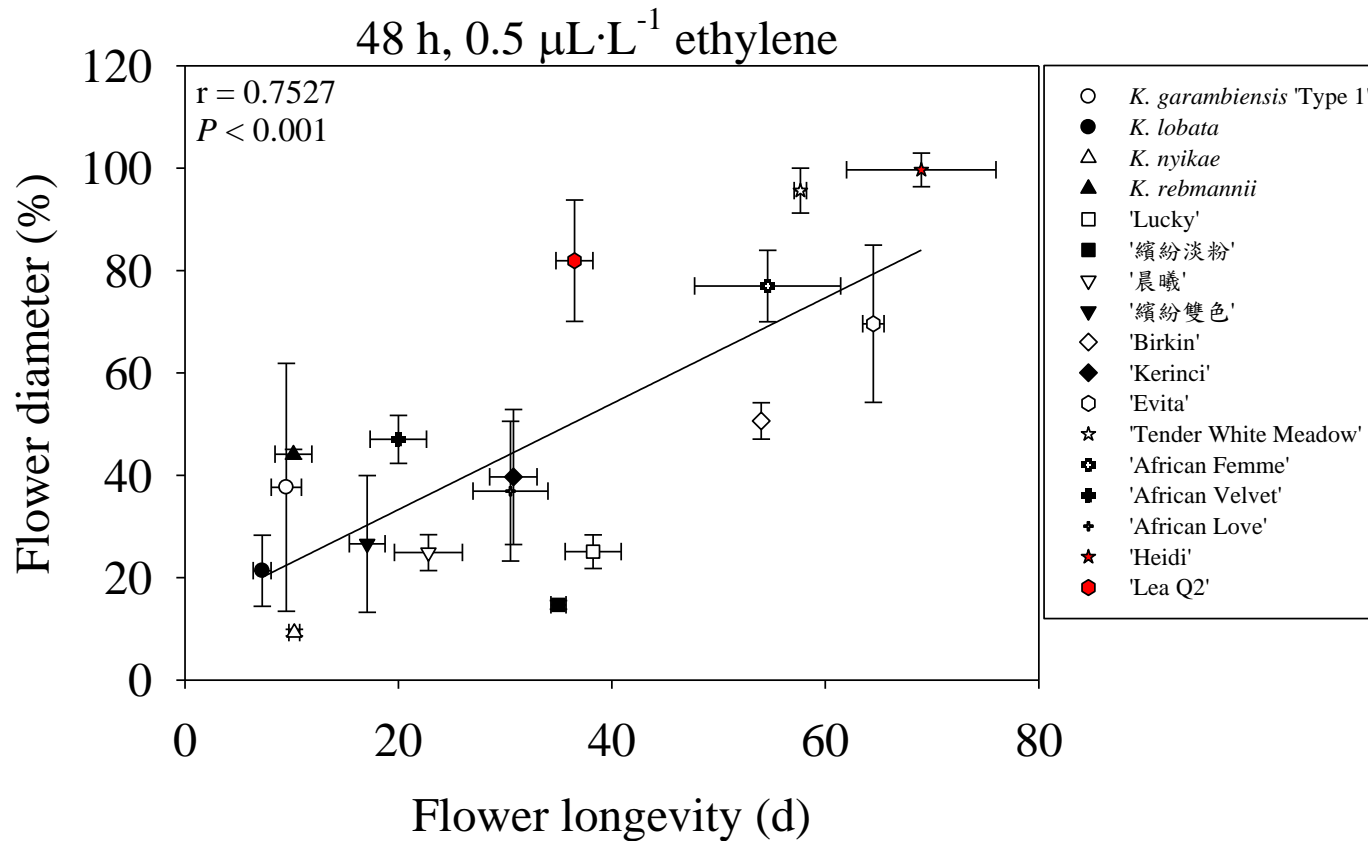 48 h, 0.5 μL·L⁻¹ ethylene
r = 0.7527
P < 0.001
Flower diameter (%)
120
100
80
60
40
20
0
0 20 40 60 80
Flower longevity (d)
K. garambiensis 'Type 1'
K. lobata
K. nyikae
K. rebmannii
'Lucky'
'繽紛淡粉'
'晨曦'
'繽紛雙色'
'Birkin'
'Kerinci'
'Evita'
'Tender White Meadow'
'African Femme'
'African Velvet'
'African Love'
'Heidi'
'Lea Q2'